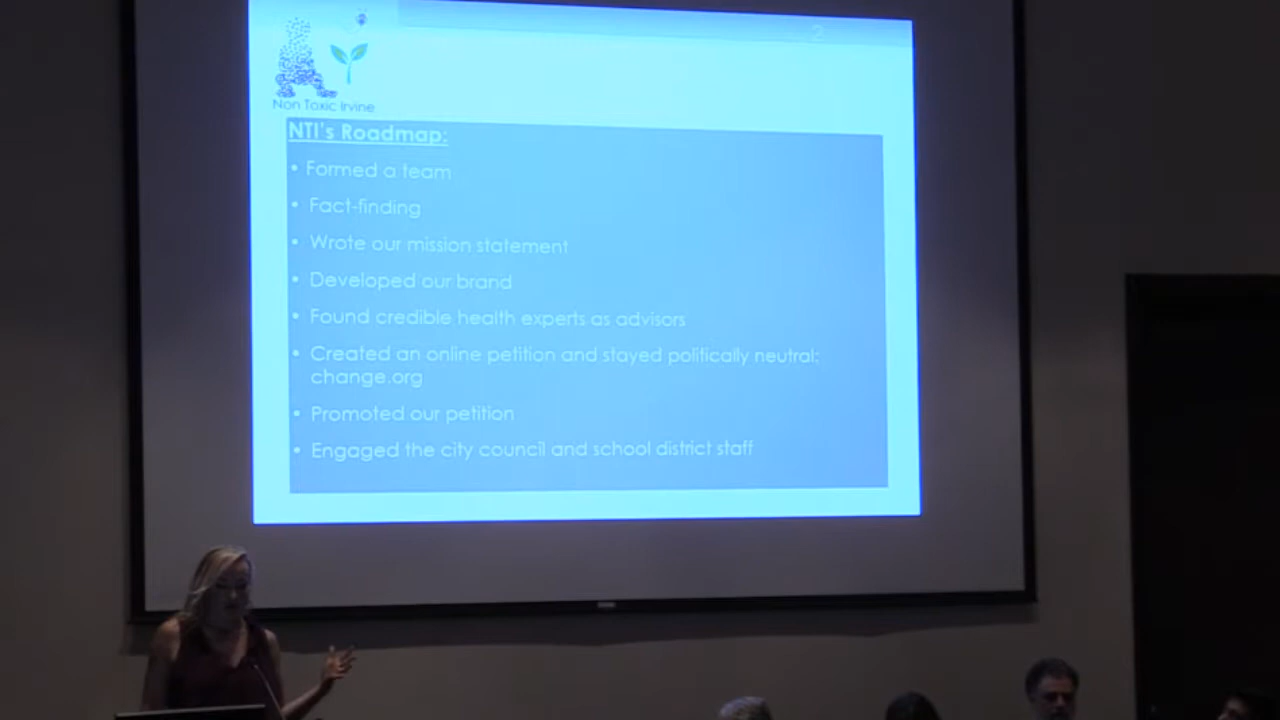 2
Non Toxic Irvine
NTI's Roadmap:
• Formed a team
• Fact-finding
• Wrote our mission statement
• Developed our brand
• Found credible health experts as advisors
• Created an online petition and stayed politically neutral:
change.org
• Promoted our petition
• Engaged the city council and school district staff